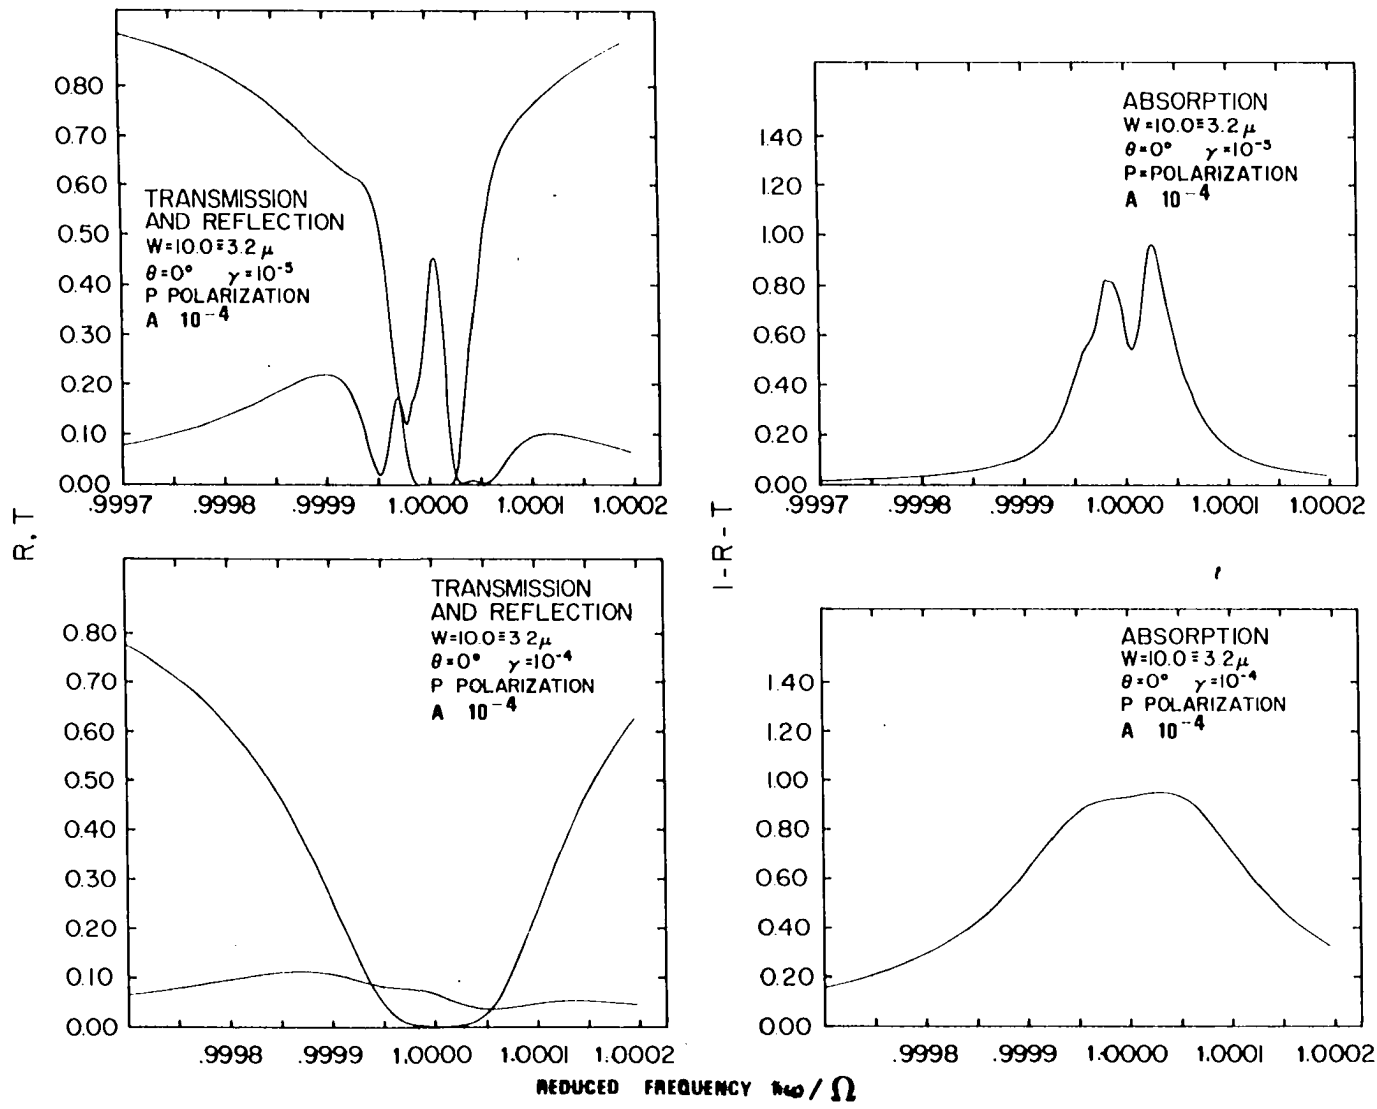 0.80
0.70
0.60
0.50
0.40
0.30
0.20
0.10
0.00
TRANSMISSION
AND REFLECTION
W=10.0≡3.2 μ
θ=0° γ=10⁻⁵
P POLARIZATION
A 10⁻⁴
.9997 .9998 .9999 1.0000 1.0001 1.0002
1.40
1.20
1.00
0.80
0.60
0.40
0.20
0.00
ABSORPTION
W=10.0≡3.2 μ
θ=0° γ=10⁻⁵
P=POLARIZATION
A 10⁻⁴
.9997 .9998 .9999 1.0000 1.0001 1.0002
R, T
1-R-T
0.80
0.70
0.60
0.50
0.40
0.30
0.20
0.10
0.00
TRANSMISSION
AND REFLECTION
W=10.0≡3.2 μ
θ=0° γ=10⁻⁴
P POLARIZATION
A 10⁻⁴
.9998 .9999 1.0000 1.0001 1.0002
1.40
1.20
1.00
0.80
0.60
0.40
0.20
0.00
ABSORPTION
W=10.0≡3.2 μ
θ=0° γ=10⁻⁴
P POLARIZATION
A 10⁻⁴
.9998 .9999 1.0000 1.0001 1.0002
REDUCED FREQUENCY ħω/Ω